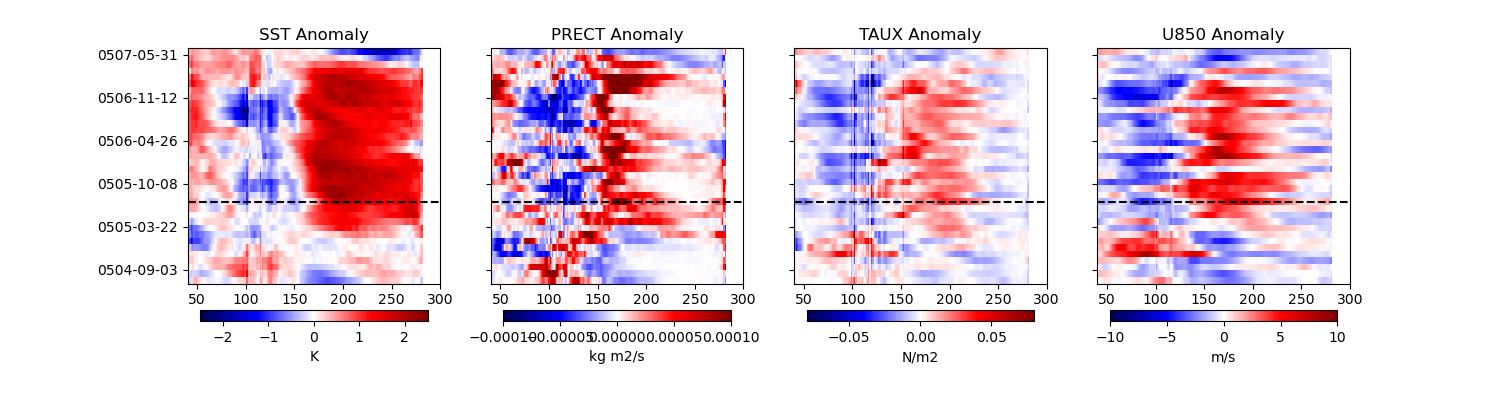 SST Anomaly
PRECT Anomaly
TAUX Anomaly
U850 Anomaly
0507-05-31
0506-11-12
0506-04-26
0505-10-08
0505-03-22
0504-09-03
50 100 150 200 250 300
50 100 150 200 250 300
50 100 150 200 250 300
50 100 150 200 250 300
−2 −1 0 1 2
−0.00010 −0.00005 0.00000 0.00005 0.00010
−0.05 0.00 0.05
−10 −5 0 5 10
K
kg m2/s
N/m2
m/s